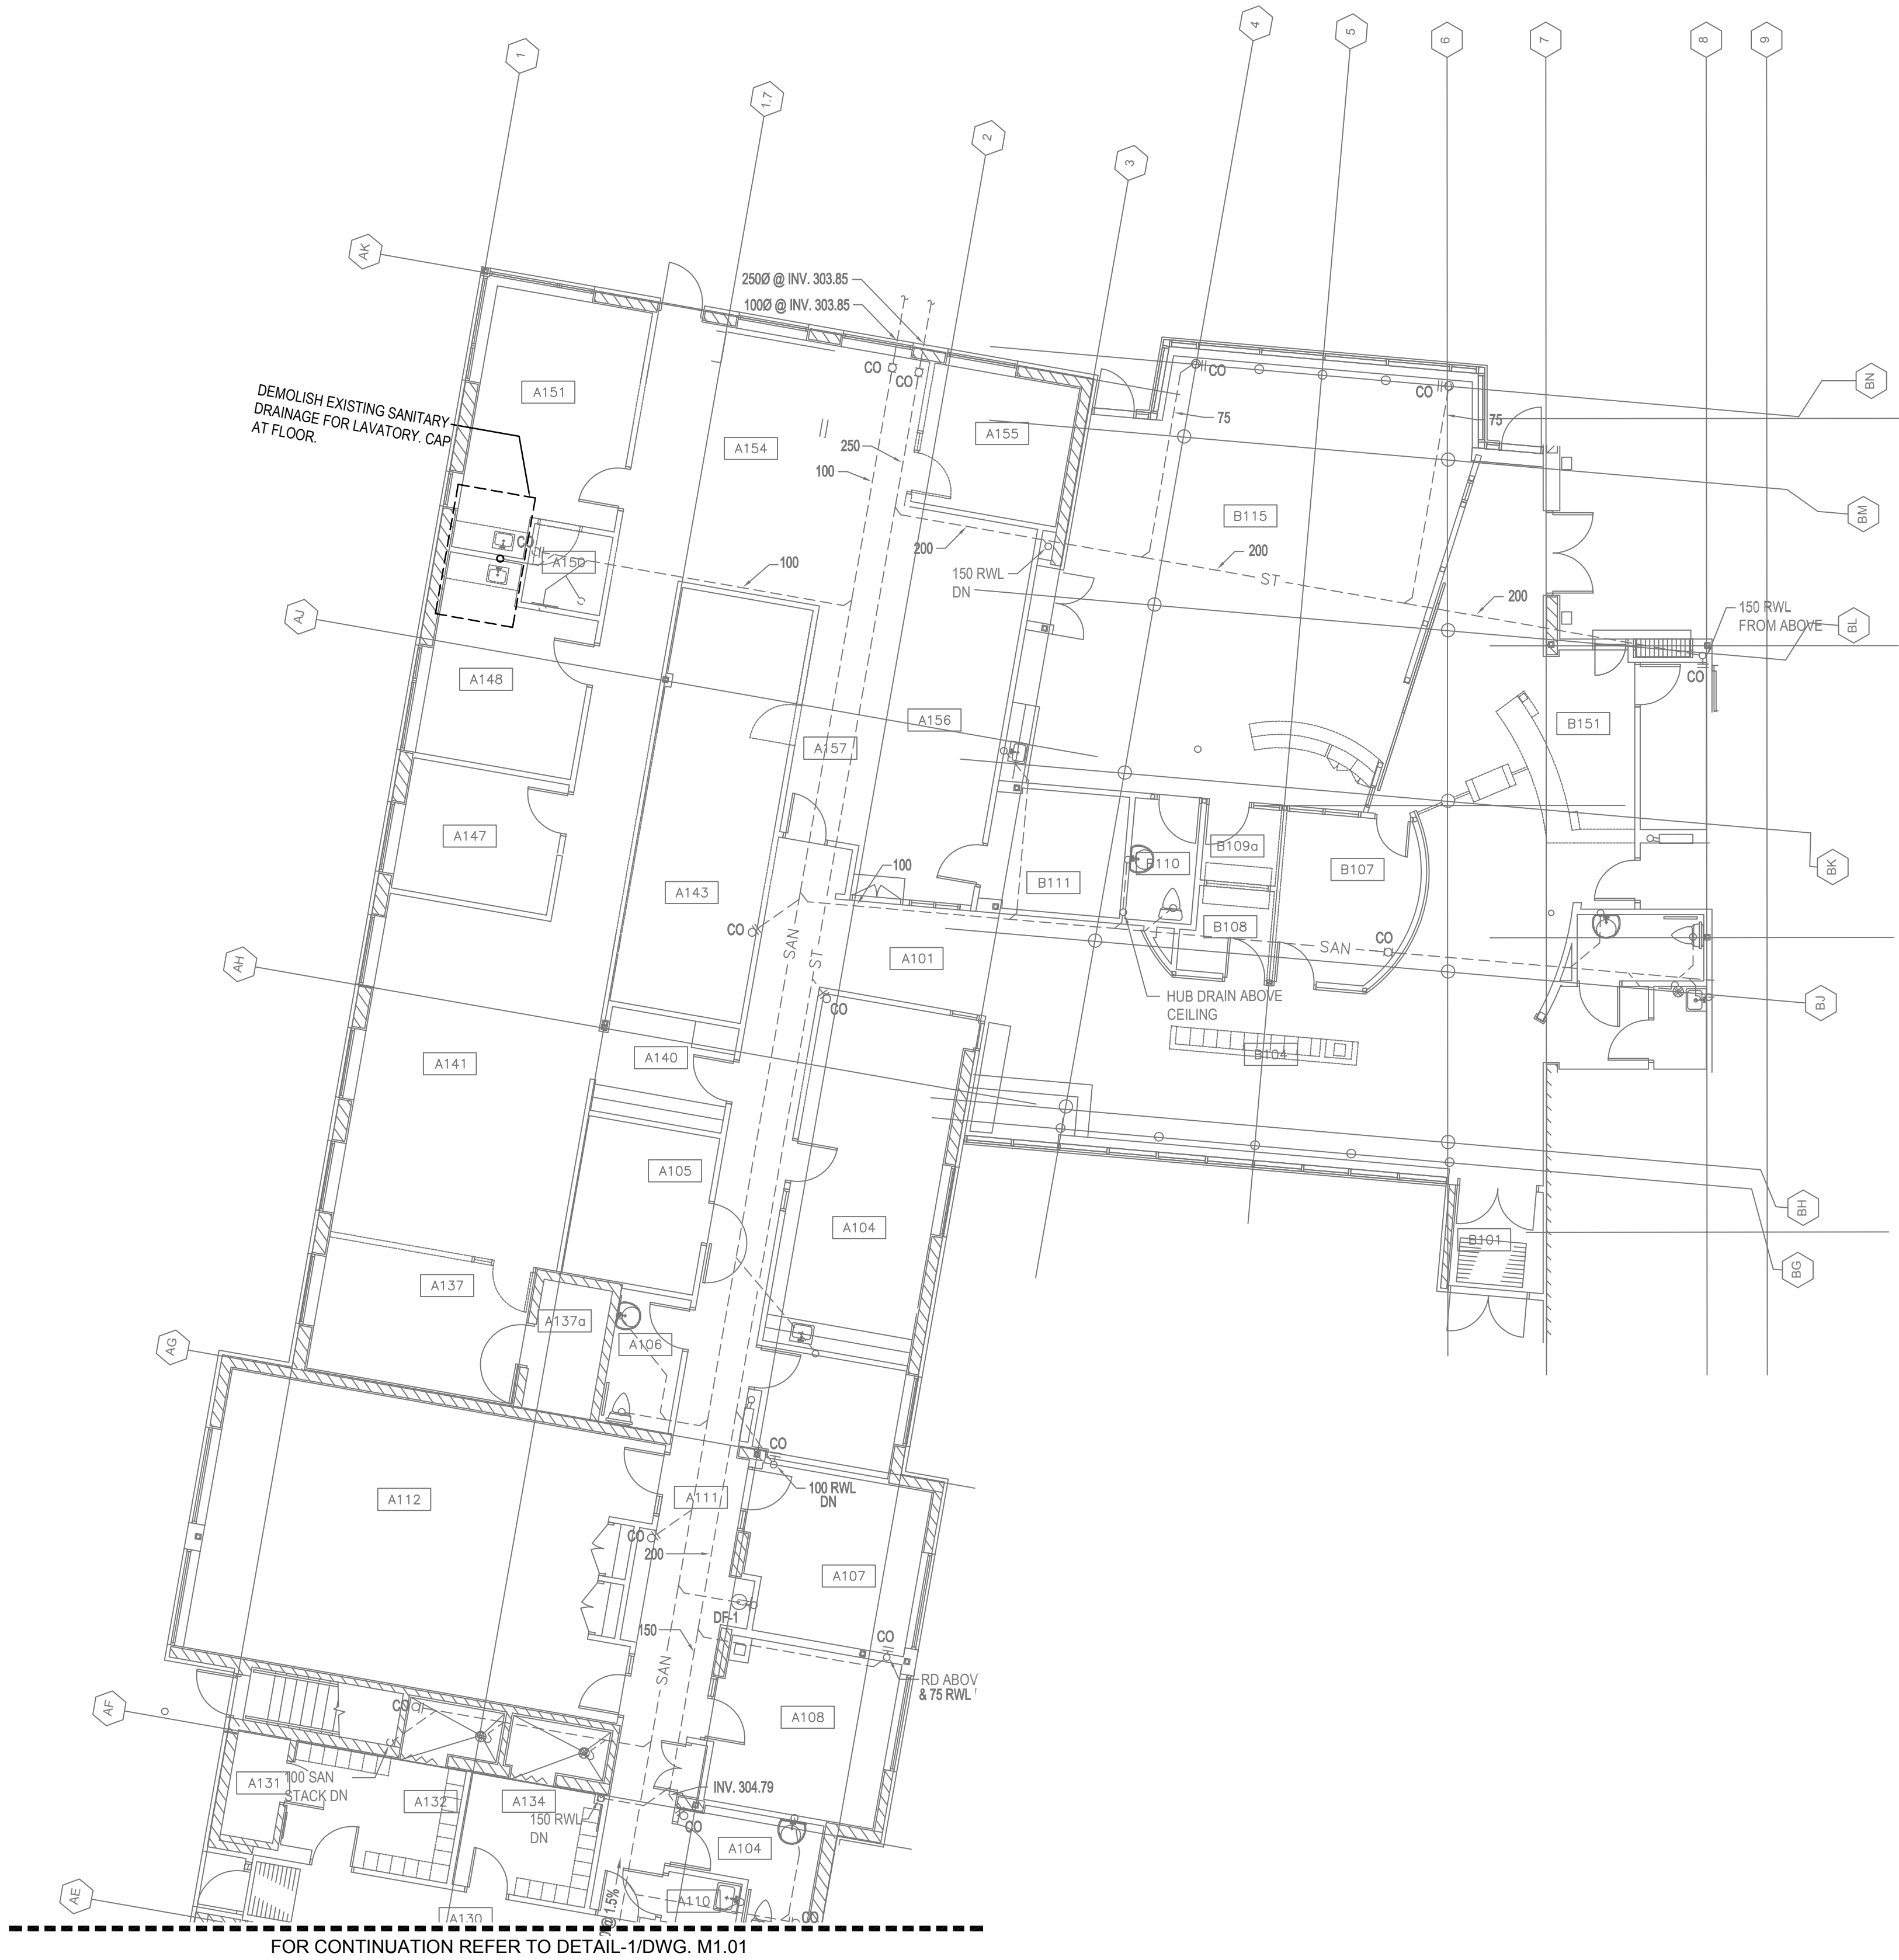 1
1.7
2
3
4
5
6
7
8
9
AK
250Ø @ INV. 303.85
100Ø @ INV. 303.85
CO
CO
CO
CO
BN
DEMOLISH EXISTING SANITARY
DRAINAGE FOR LAVATORY. CAP
AT FLOOR.
A151
A154
A155
75
75
250
100
B115
BM
CO
A150
100
200
200
ST
150 RWL
DN
200
150 RWL
FROM ABOVE
BL
CO
AJ
A148
A156
A157
B151
A147
A143
100
B111
B110
B109a
B107
BK
B108
CO
SAN
ST
SAN
CO
A101
AH
HUB DRAIN ABOVE
CEILING
CO
BJ
B104
A141
A140
A105
A104
BH
B101
BG
A137
A137a
A106
AG
CO
100 RWL
DN
A112
A111
CO
200
A107
DF-1
150
CO
SAN
RD ABOV
& 75 RWL
AF
CO
A108
A131
100 SAN
STACK DN
A132
A134
INV. 304.79
150 RWL
DN
CO
A104
AE
A110
@ 1.5%
A130
CO
FOR CONTINUATION REFER TO DETAIL-1/DWG. M1.01